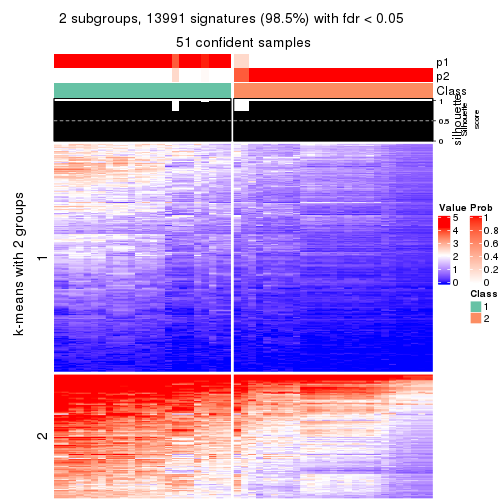 2 subgroups, 13991 signatures (98.5%) with fdr < 0.05
51 confident samples
p1
p2
Class
1
0.5
0
silhouette
Silhouette
score
k-means with 2 groups
1
2
Value
5
4
3
2
1
0
Prob
1
0.8
0.6
0.4
0.2
0
Class
1
2